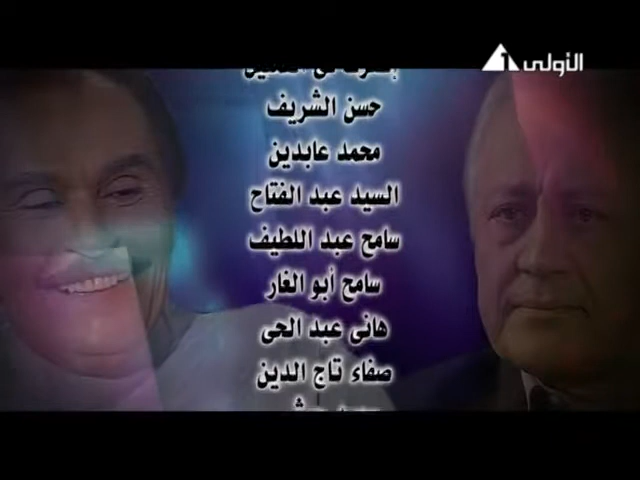 الأولى
حسن الشريف
محمد عابدين
السيد عبد الفتاح
سامح عبد اللطيف
سامح أبو الغار
هانى عبد الحى
صفاء تاج الدين